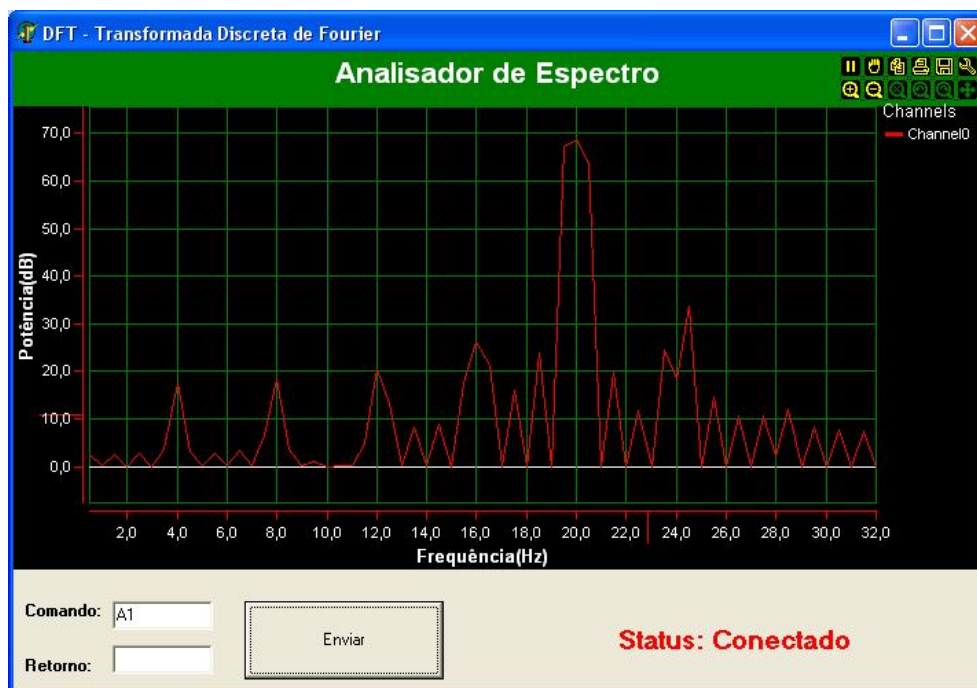 DFT - Transformada Discreta de Fourier
Analisador de Espectro
Channels
Channel0
Potência(dB)
70,0
60,0
50,0
40,0
30,0
20,0
10,0
0,0
2,0 4,0 6,0 8,0 10,0 12,0 14,0 16,0 18,0 20,0 22,0 24,0 26,0 28,0 30,0 32,0
Frequência(Hz)
Comando: A1
Enviar
Status: Conectado
Retorno: